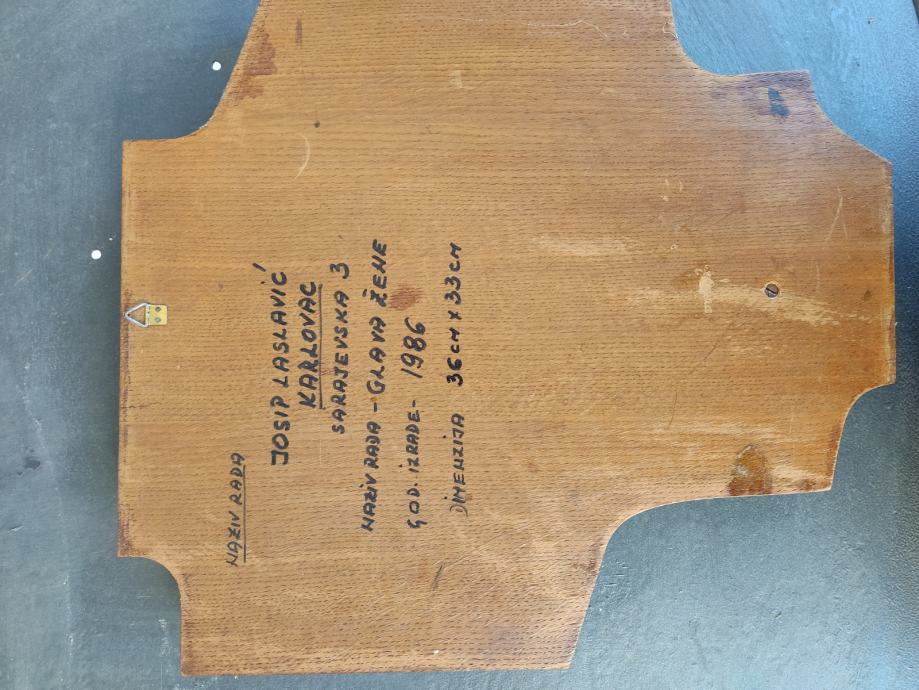 NAZIV RADA
JOSIP LASLAVIĆ
KARLOVAC
SARAJEVSKA 3
NAZIV RADA - GLAVA ŽENE
GOD. IZRADE - 1986
DIMENZIJA 36CM X 33CM